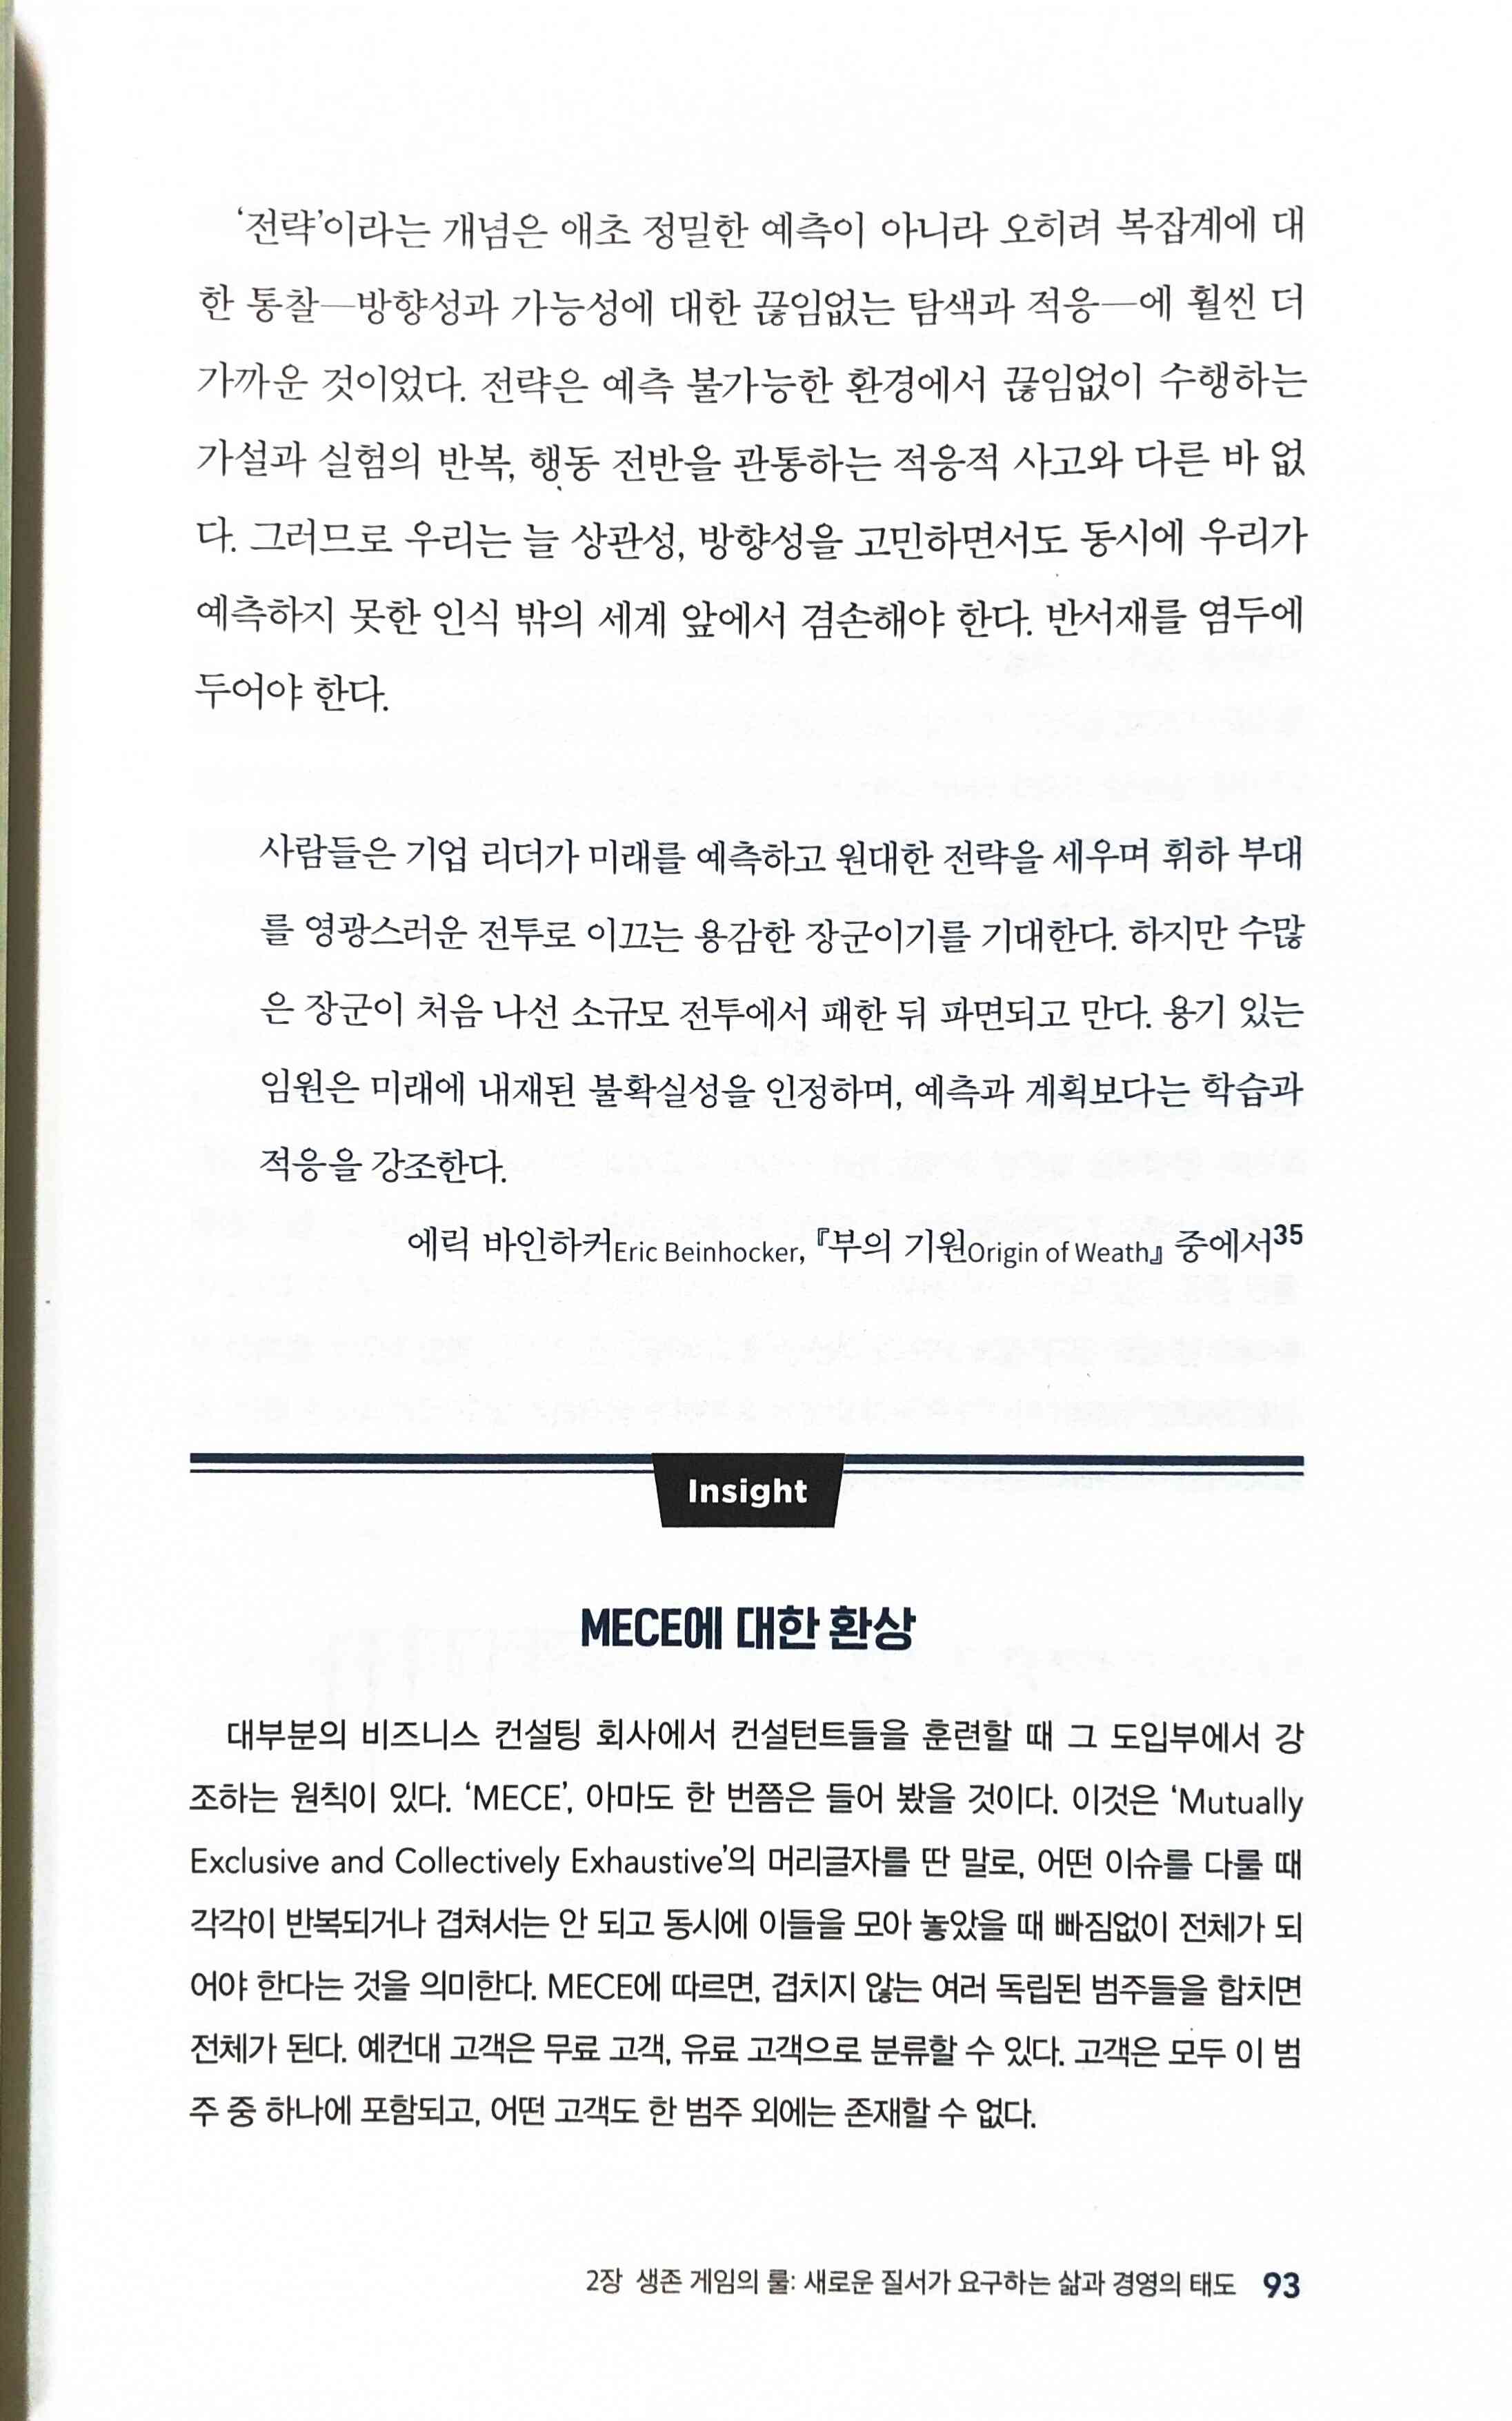 ‘전략’이라는 개념은 애초 정밀한 예측이 아니라 오히려 복잡계에 대
한 통찰—방향성과 가능성에 대한 끊임없는 탐색과 적응—에 훨씬 더
가까운 것이었다. 전략은 예측 불가능한 환경에서 끊임없이 수행하는
가설과 실험의 반복, 행동 전반을 관통하는 적응적 사고와 다른 바 없
다. 그러므로 우리는 늘 상관성, 방향성을 고민하면서도 동시에 우리가
예측하지 못한 인식 밖의 세계 앞에서 겸손해야 한다. 반서재를 염두에
두어야 한다.
사람들은 기업 리더가 미래를 예측하고 원대한 전략을 세우며 휘하 부대
를 영광스러운 전투로 이끄는 용감한 장군이기를 기대한다. 하지만 수많
은 장군이 처음 나선 소규모 전투에서 패한 뒤 파면되고 만다. 용기 있는
임원은 미래에 내재된 불확실성을 인정하며, 예측과 계획보다는 학습과
적응을 강조한다.
에릭 바인하커Eric Beinhocker, 『부의 기원Origin of Weath』 중에서35
Insight
MECE에 대한 환상
대부분의 비즈니스 컨설팅 회사에서 컨설턴트들을 훈련할 때 그 도입부에서 강
조하는 원칙이 있다. ‘MECE’, 아마도 한 번쯤은 들어 봤을 것이다. 이것은 ‘Mutually
Exclusive and Collectively Exhaustive’의 머리글자를 딴 말로, 어떤 이슈를 다룰 때
각각이 반복되거나 겹쳐서는 안 되고 동시에 이들을 모아 놓았을 때 빠짐없이 전체가 되
어야 한다는 것을 의미한다. MECE에 따르면, 겹치지 않는 여러 독립된 범주들을 합치면
전체가 된다. 예컨대 고객은 무료 고객, 유료 고객으로 분류할 수 있다. 고객은 모두 이 범
주 중 하나에 포함되고, 어떤 고객도 한 범주 외에는 존재할 수 없다.
2장 생존 게임의 룰: 새로운 질서가 요구하는 삶과 경영의 태도 93